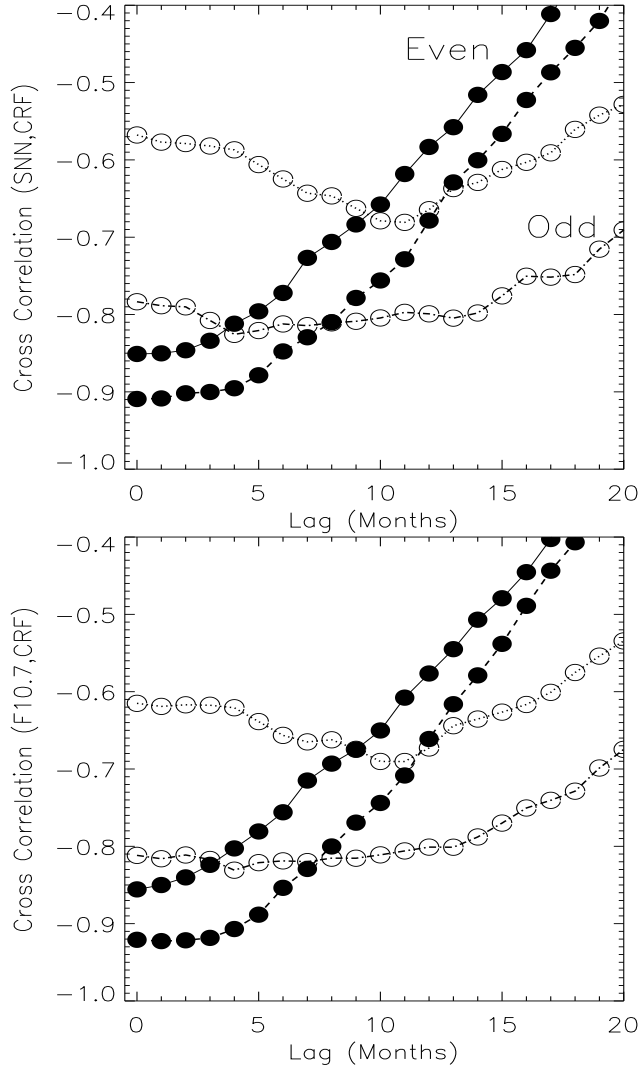 −0.4
Even
−0.5
−0.6
−0.7
Odd
−0.8
−0.9
−1.0
Cross Correlation (SNN,CRF)
0 5 10 15 20
Lag (Months)
−0.4
−0.5
−0.6
−0.7
−0.8
−0.9
−1.0
Cross Correlation (F10.7,CRF)
0 5 10 15 20
Lag (Months)